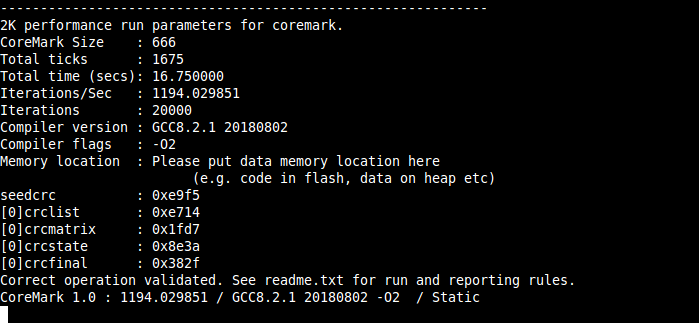 -------------------------------------------------------------
2K performance run parameters for coremark.
CoreMark Size    : 666
Total ticks      : 1675
Total time (secs): 16.750000
Iterations/Sec   : 1194.029851
Iterations       : 20000
Compiler version : GCC8.2.1 20180802
Compiler flags   : -O2
Memory location  : Please put data memory location here
                        (e.g. code in flash, data on heap etc)
seedcrc          : 0xe9f5
[0]crclist       : 0xe714
[0]crcmatrix     : 0x1fd7
[0]crcstate      : 0x8e3a
[0]crcfinal      : 0x382f
Correct operation validated. See readme.txt for run and reporting rules.
CoreMark 1.0 : 1194.029851 / GCC8.2.1 20180802 -O2  / Static